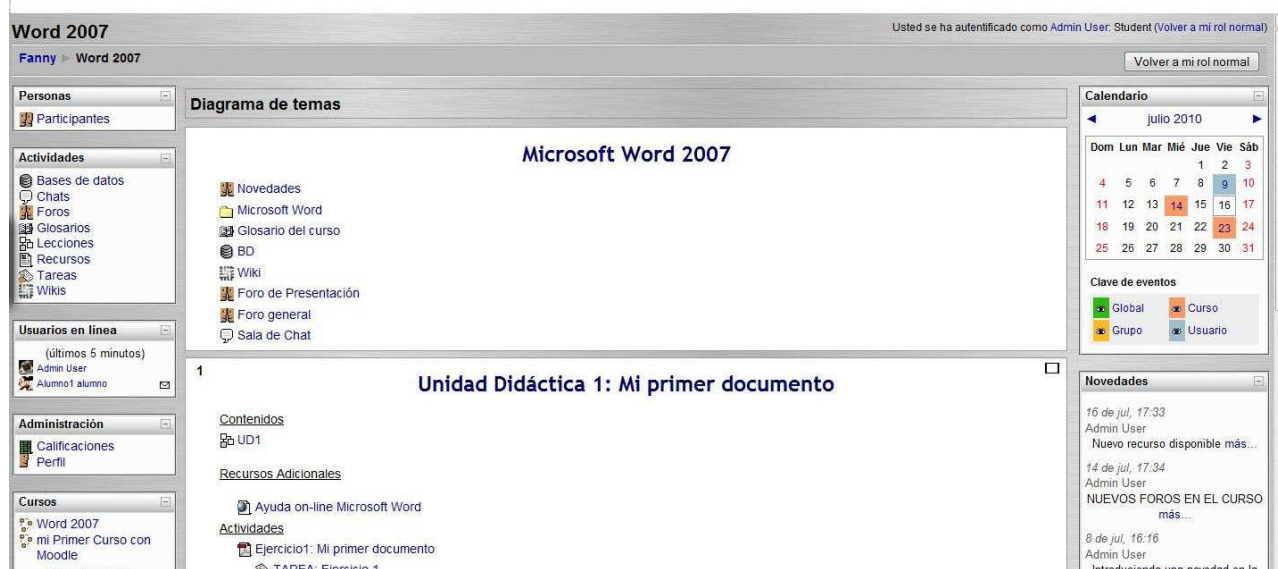 Word 2007
Usted se ha autentificado como Admin User: Student (Volver a mi rol normal)
Fanny ► Word 2007
Volver a mi rol normal
Personas
Participantes
Actividades
Bases de datos
Chats
Foros
Glosarios
Lecciones
Recursos
Tareas
Wikis
Usuarios en línea
(últimos 5 minutos)
Admin User
Alumno1 alumno
Administración
Calificaciones
Perfil
Cursos
Word 2007
mi Primer Curso con
Moodle
Diagrama de temas
Microsoft Word 2007
Novedades
Microsoft Word
Glosario del curso
BD
Wiki
Foro de Presentación
Foro general
Sala de Chat
1
Unidad Didáctica 1: Mi primer documento
Contenidos
UD1
Recursos Adicionales
Ayuda on-line Microsoft Word
Actividades
Ejercicio1: Mi primer documento
TAREA: Ejercicio 1
Calendario
◄ julio 2010 ►
Dom Lun Mar Mié Jue Vie Sáb
1 2 3
4 5 6 7 8 9 10
11 12 13 14 15 16 17
18 19 20 21 22 23 24
25 26 27 28 29 30 31
Clave de eventos
Global Curso
Grupo Usuario
Novedades
16 de jul, 17:33
Admin User
Nuevo recurso disponible más...
14 de jul, 17:34
Admin User
NUEVOS FOROS EN EL CURSO
más...
8 de jul, 16:16
Admin User
Introduciendo una novedad en la